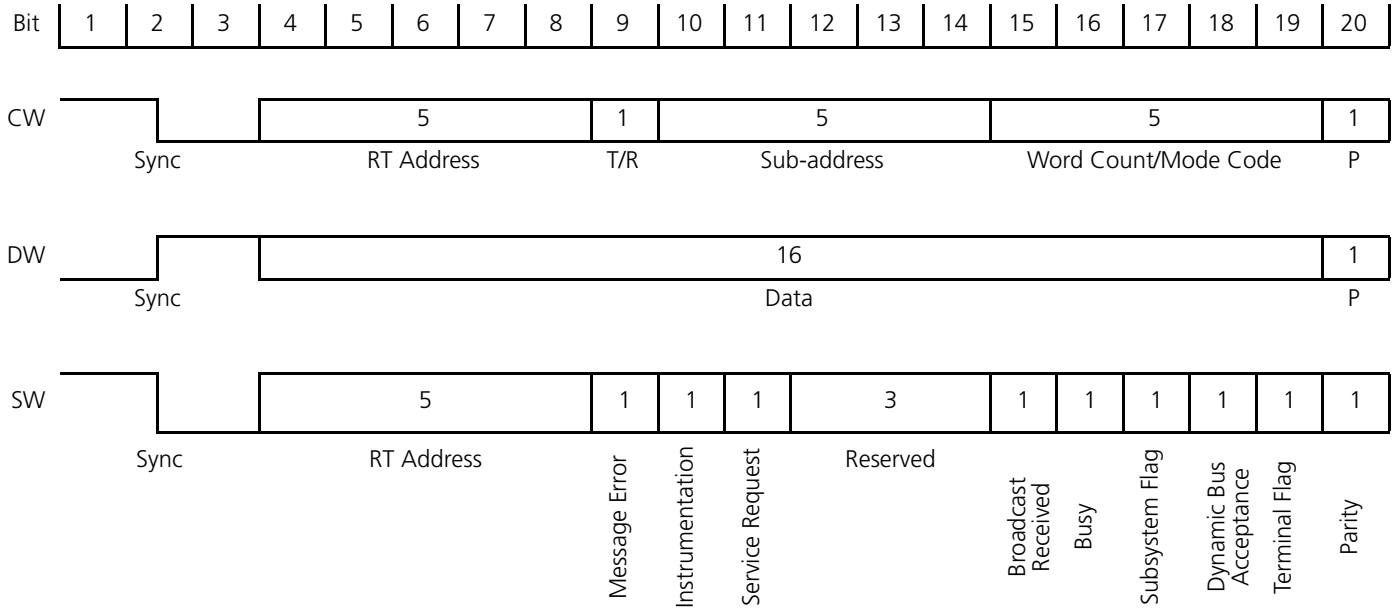 Bit 1 2 3 4 5 6 7 8 9 10 11 12 13 14 15 16 17 18 19 20
CW 5 1 5 5 1
Sync RT Address T/R Sub-address Word Count/Mode Code P
DW 16 1
Sync Data P
SW 5 1 1 1 3 1 1 1 1 1 1
Sync RT Address Reserved
Message Error
Instrumentation
Service Request
Broadcast
Received
Busy
Subsystem Flag
Dynamic Bus
Acceptance
Terminal Flag
Parity